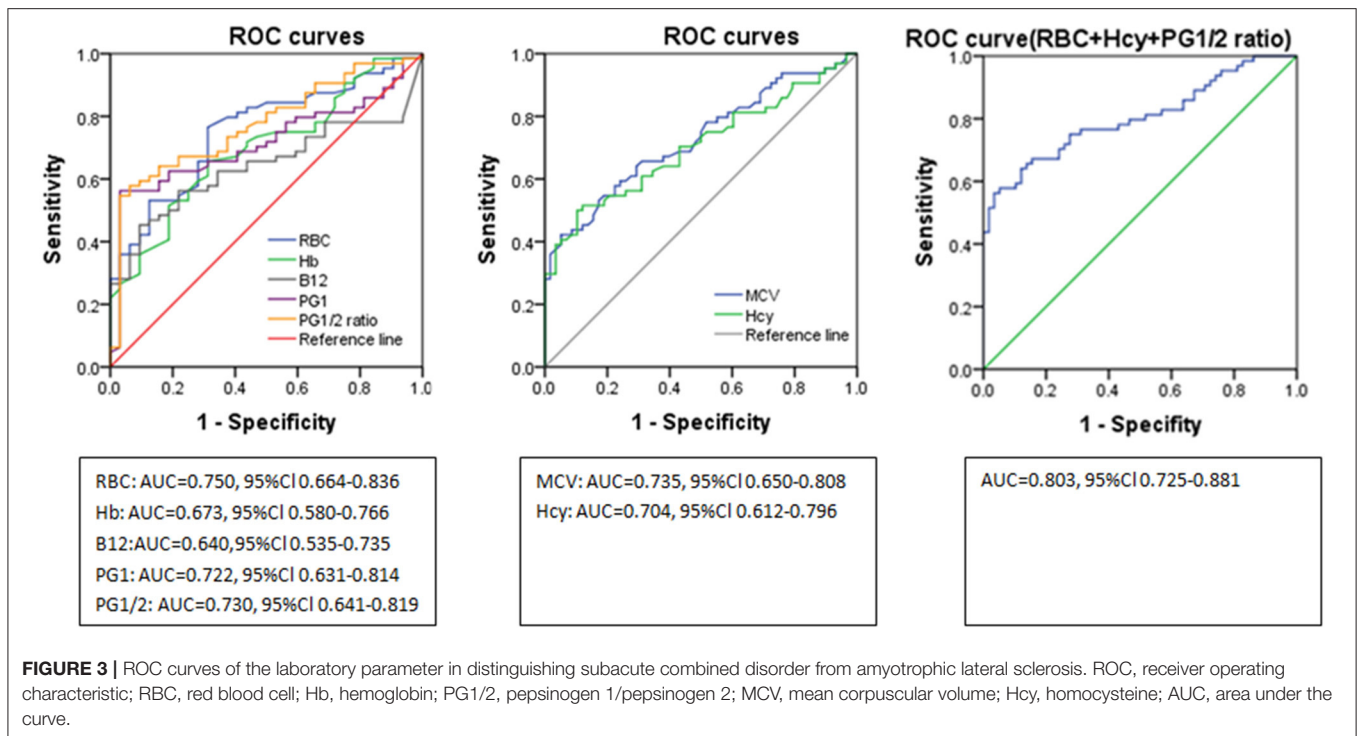 ROC curves
1.0
0.8
0.6
0.4
0.2
0.0
Sensitivity
RBC
Hb
B12
PG1
PG1/2 ratio
Reference line
0.0 0.2 0.4 0.6 0.8 1.0
1 - Specificity
RBC: AUC=0.750, 95%Cl 0.664-0.836
Hb: AUC=0.673, 95%Cl 0.580-0.766
B12:AUC=0.640,95%Cl 0.535-0.735
PG1: AUC=0.722, 95%Cl 0.631-0.814
PG1/2: AUC=0.730, 95%Cl 0.641-0.819
ROC curves
1.0
0.8
0.6
0.4
0.2
0.0
Sensitivity
MCV
Hcy
Reference line
0.0 0.2 0.4 0.6 0.8 1.0
1 - Specificity
MCV: AUC=0.735, 95%Cl 0.650-0.808
Hcy: AUC=0.704, 95%Cl 0.612-0.796
ROC curve(RBC+Hcy+PG1/2 ratio)
1.0
0.8
0.6
0.4
0.2
0.0
Sensitivity
0.0 0.2 0.4 0.6 0.8 1.0
1 - Specifity
AUC=0.803, 95%Cl 0.725-0.881
FIGURE 3 | ROC curves of the laboratory parameter in distinguishing subacute combined disorder from amyotrophic lateral sclerosis. ROC, receiver operating
characteristic; RBC, red blood cell; Hb, hemoglobin; PG1/2, pepsinogen 1/pepsinogen 2; MCV, mean corpuscular volume; Hcy, homocysteine; AUC, area under the
curve.